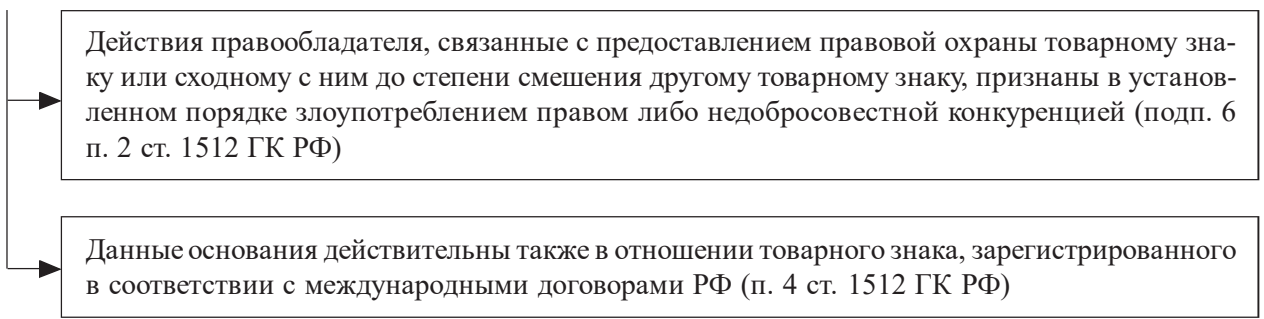 Действия правообладателя, связанные с предоставлением правовой охраны товарному зна-
ку или сходному с ним до степени смешения другому товарному знаку, признаны в установ-
ленном порядке злоупотреблением правом либо недобросовестной конкуренцией (подп. 6
п. 2 ст. 1512 ГК РФ)
Данные основания действительны также в отношении товарного знака, зарегистрированного
в соответствии с международными договорами РФ (п. 4 ст. 1512 ГК РФ)